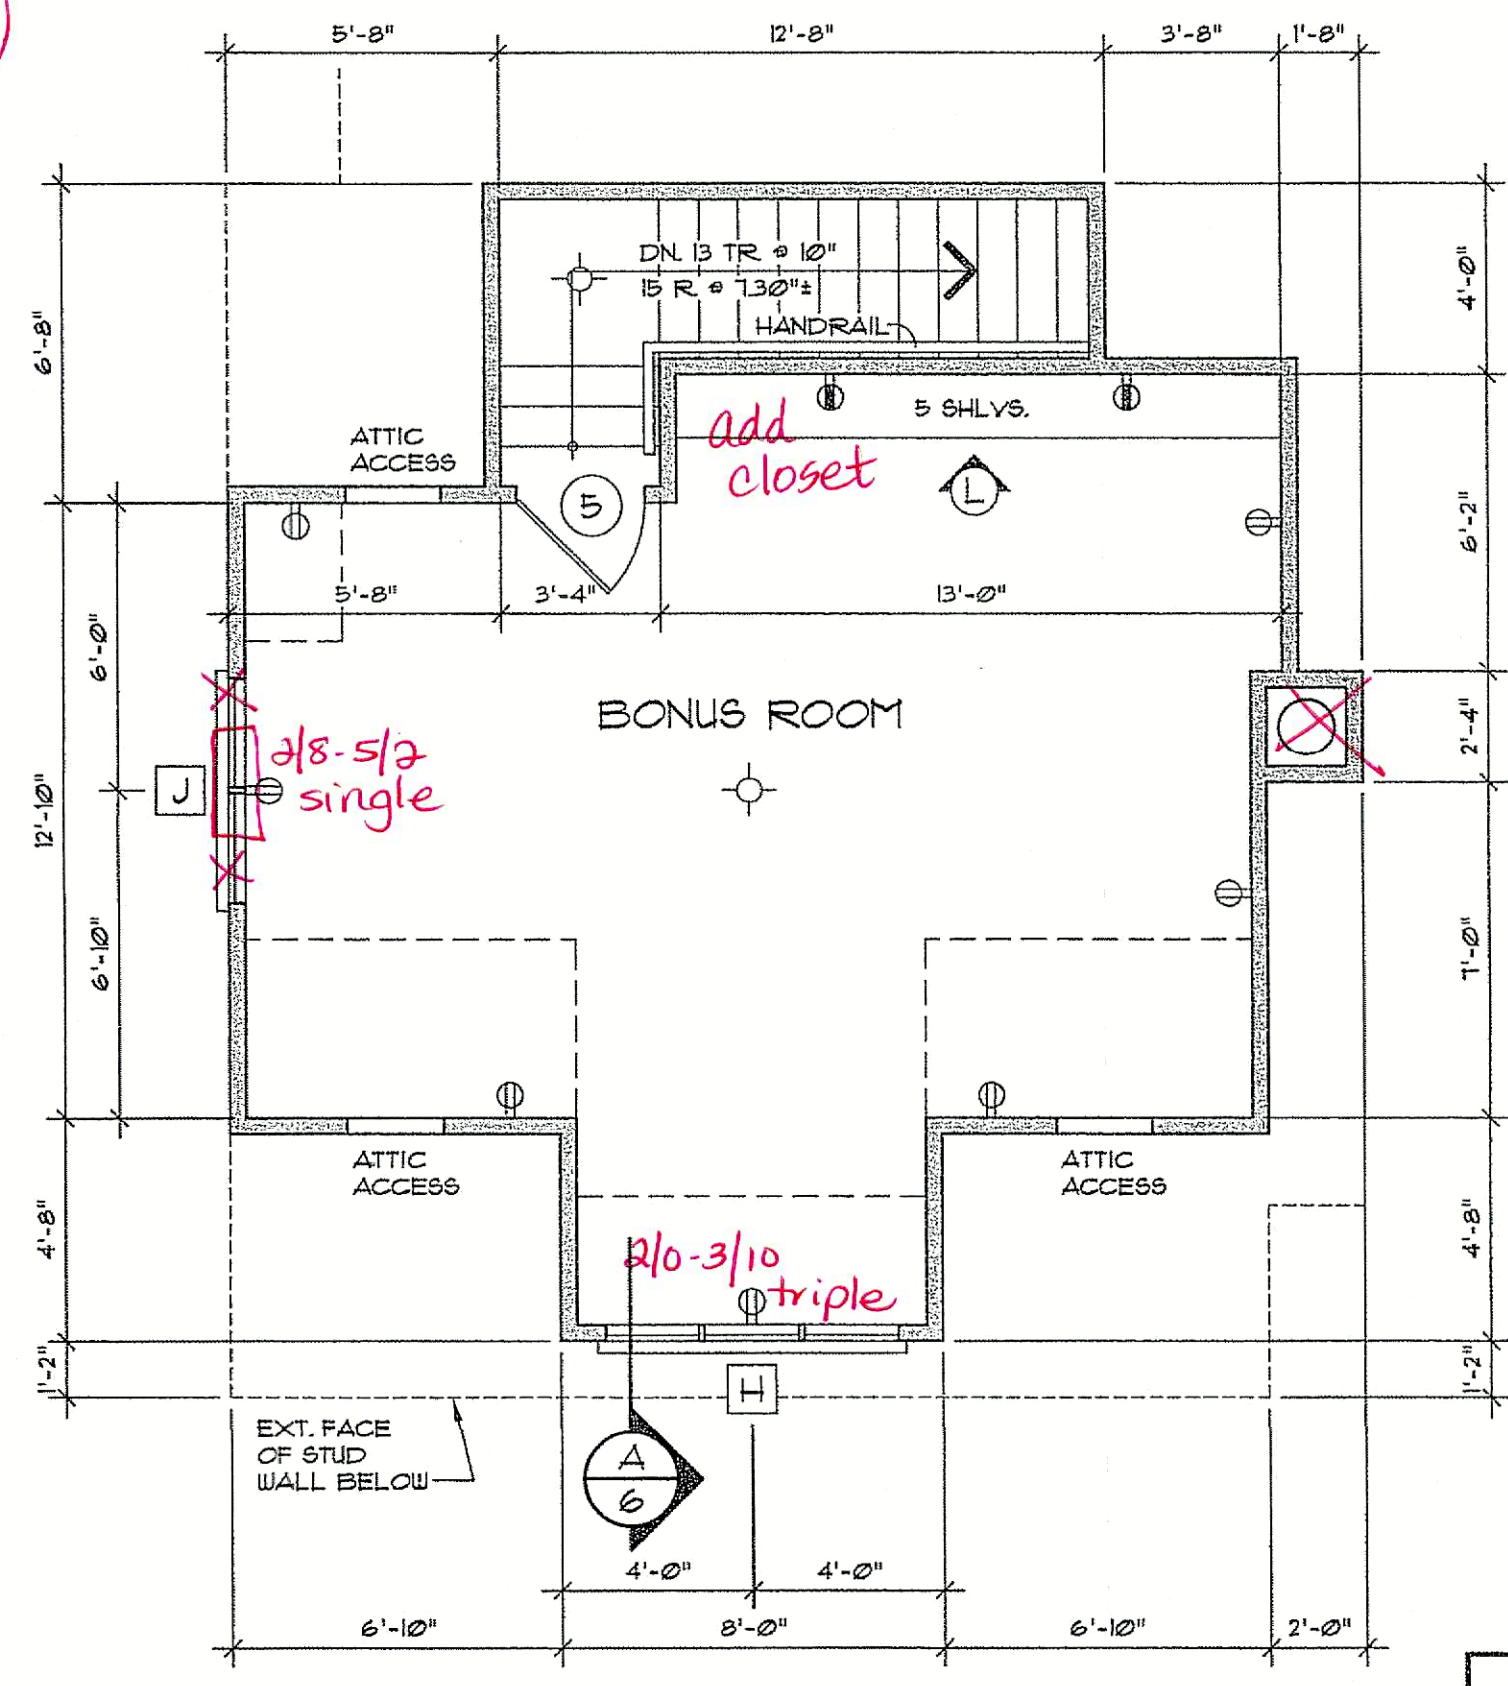 5'-8"
12'-8"
3'-8"
1'-8"
DN. 13 TR @ 10"
15 R @ 7.30"±
HANDRAIL
4'-0"
6'-8"
5 SHLVS.
add
closet
ATTIC
ACCESS
5
L
6'-2"
5'-8"
3'-4"
13'-0"
6'-0"
BONUS ROOM
2'-4"
2/8-5/2
single
J
12'-10"
6'-10"
7'-0"
ATTIC
ACCESS
ATTIC
ACCESS
4'-8"
4'-8"
2/0-3/10
triple
1'-2"
1'-2"
H
EXT. FACE
OF STUD
WALL BELOW
A
6
4'-0"
4'-0"
6'-10"
8'-0"
6'-10"
2'-0"